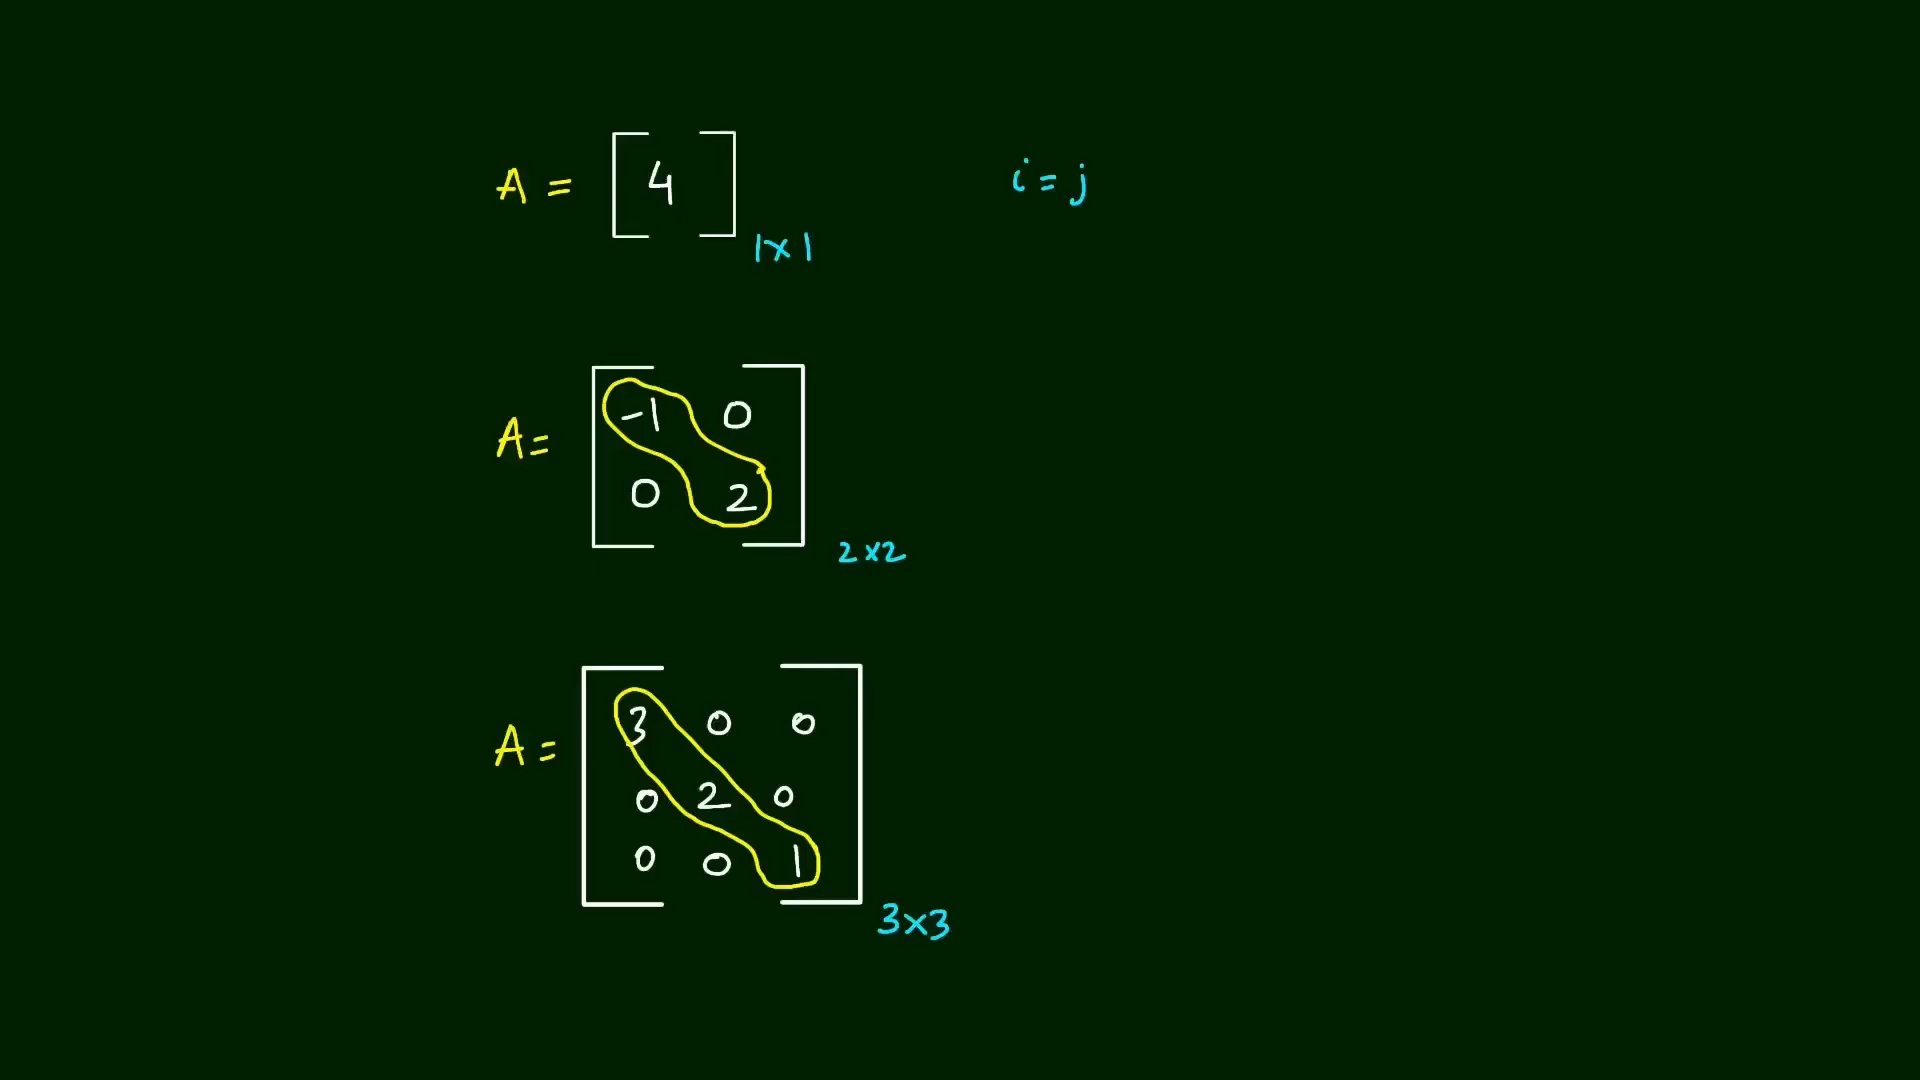 A = [ 4 ] 1x1
i = j
A = [ -1 0
0 2 ] 2x2
A = [ 3 0 0
0 2 0
0 0 1 ] 3x3